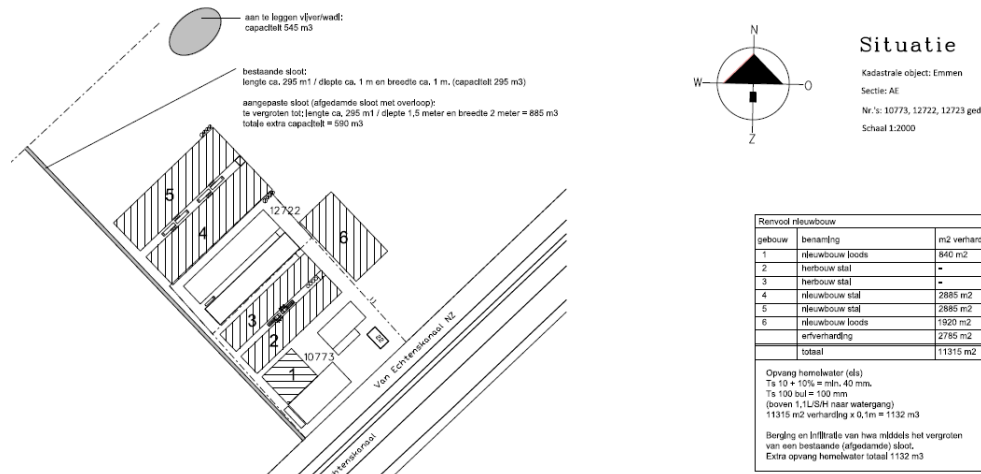 aan te leggen vijver/wadi:
capaciteit 545 m3
bestaande sloot:
lengte ca. 295 m1 / diepte ca. 1 m en breedte ca. 1 m. (capaciteit 295 m3)
aangepaste sloot (afgedamde sloot met overloop):
te vergroten tot: lengte ca. 295 m1 / diepte 1,5 meter en breedte 2 meter = 885 m3
totale extra capaciteit = 590 m3
N
W
O
Z
Situatie
Kadastrale object: Emmen
Sectie: AE
Nr.'s: 10773, 12722, 12723 ged
Schaal 1:2000
5
12722
4
6
3
2
10773
1
Van Echtenskanaal NZ
chtenskanaal
Renvooi nieuwbouw
gebouw benaming m2 verhard
1 nieuwbouw loods 840 m2
2 herbouw stal -
3 herbouw stal -
4 nieuwbouw stal 2885 m2
5 nieuwbouw stal 2885 m2
6 nieuwbouw loods 1920 m2
erfverharding 2785 m2
totaal 11315 m2
Opvang hemelwater (eis)
Ts 10 + 10% = min. 40 mm.
Ts 100 bui = 100 mm
(boven 1,1L/S/H naar watergang)
11315 m2 verharding x 0,1m = 1132 m3
Berging en infiltratie van hwa middels het vergroten
van een bestaande (afgedamde) sloot.
Extra opvang hemelwater totaal 1132 m3